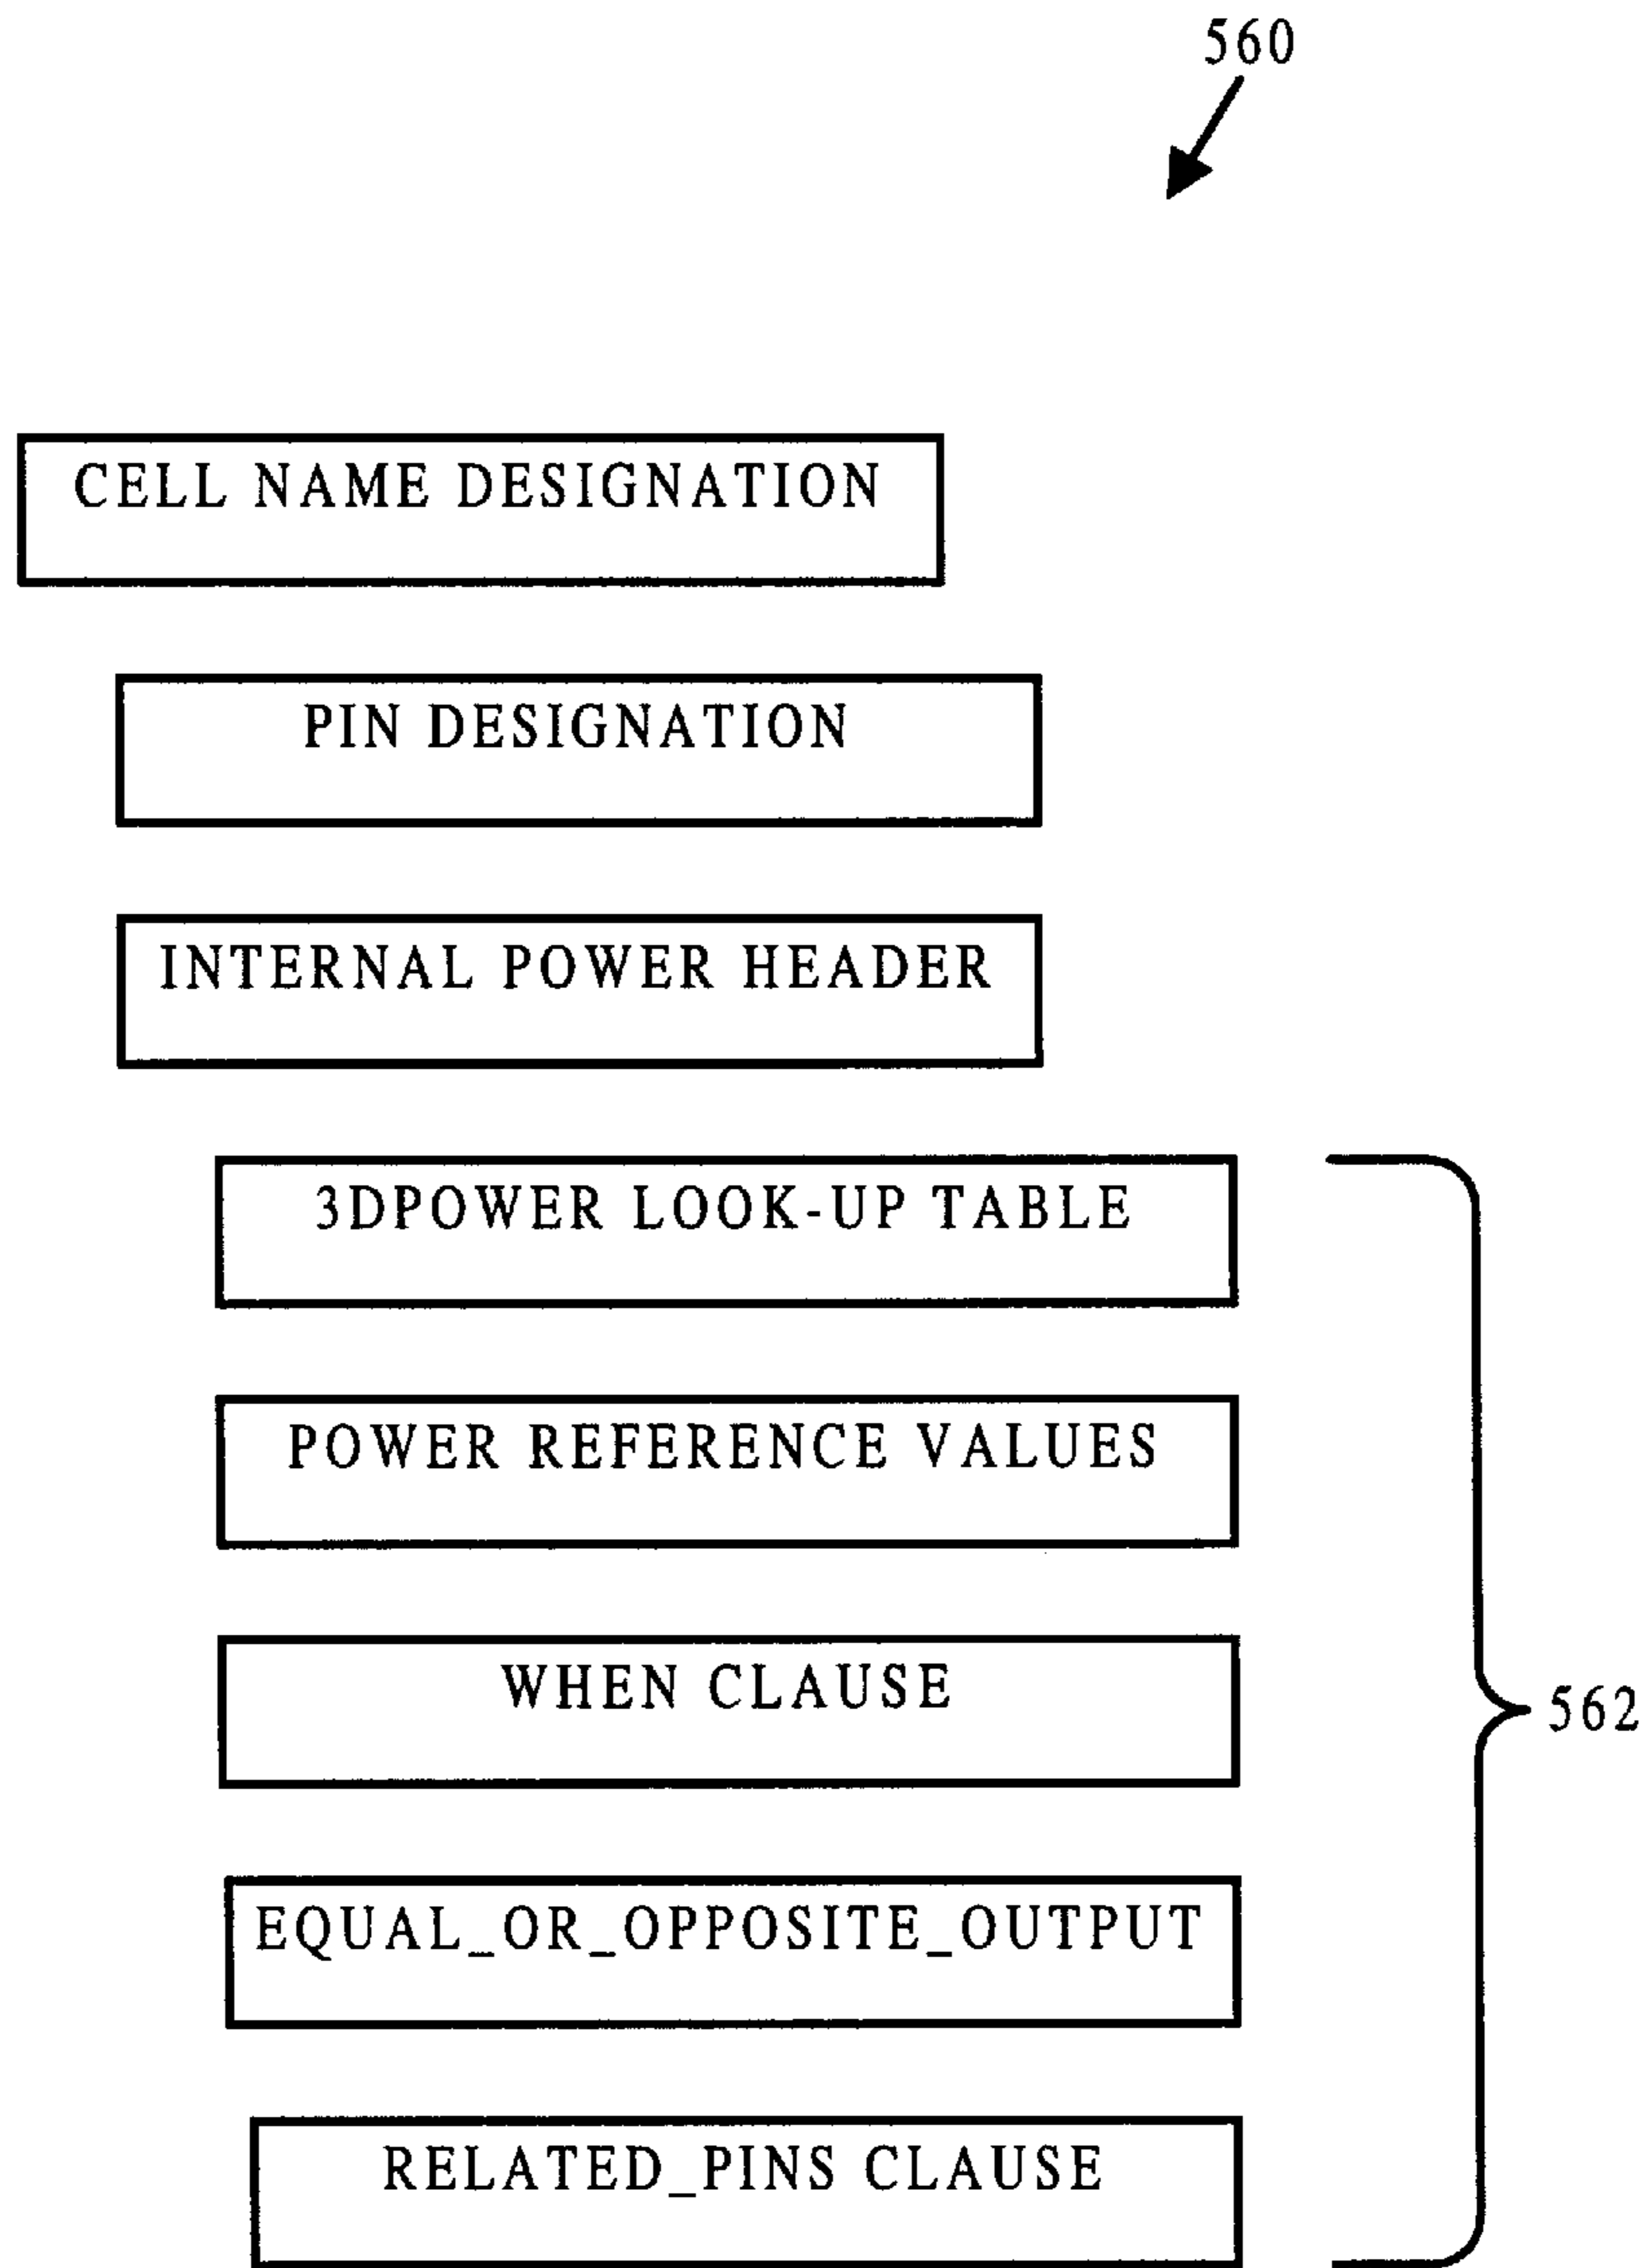 560
CELL NAME DESIGNATION
PIN DESIGNATION
INTERNAL POWER HEADER
3DPOWER LOOK-UP TABLE
POWER REFERENCE VALUES
WHEN CLAUSE
562
EQUAL_OR_OPPOSITE_OUTPUT
RELATED_PINS CLAUSE